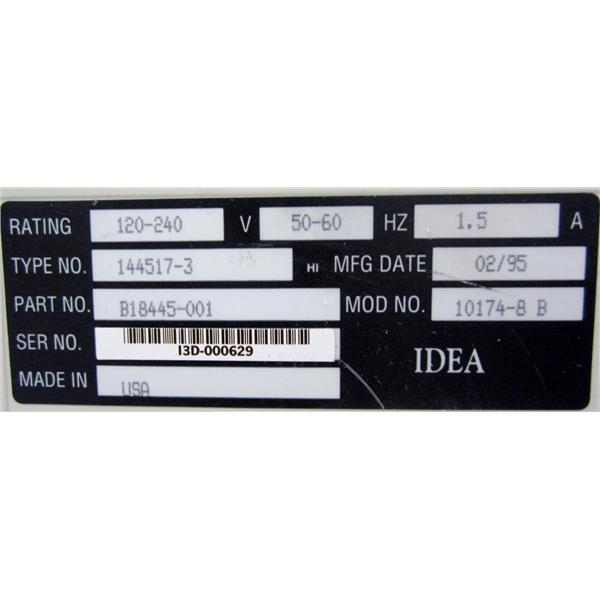 RATING 120-240 V 50-60 HZ 1.5 A
TYPE NO. 144517-3 HI MFG DATE 02/95
PART NO. B18445-001 MOD NO. 10174-8 B
SER NO. I3D-000629
IDEA
MADE IN USA